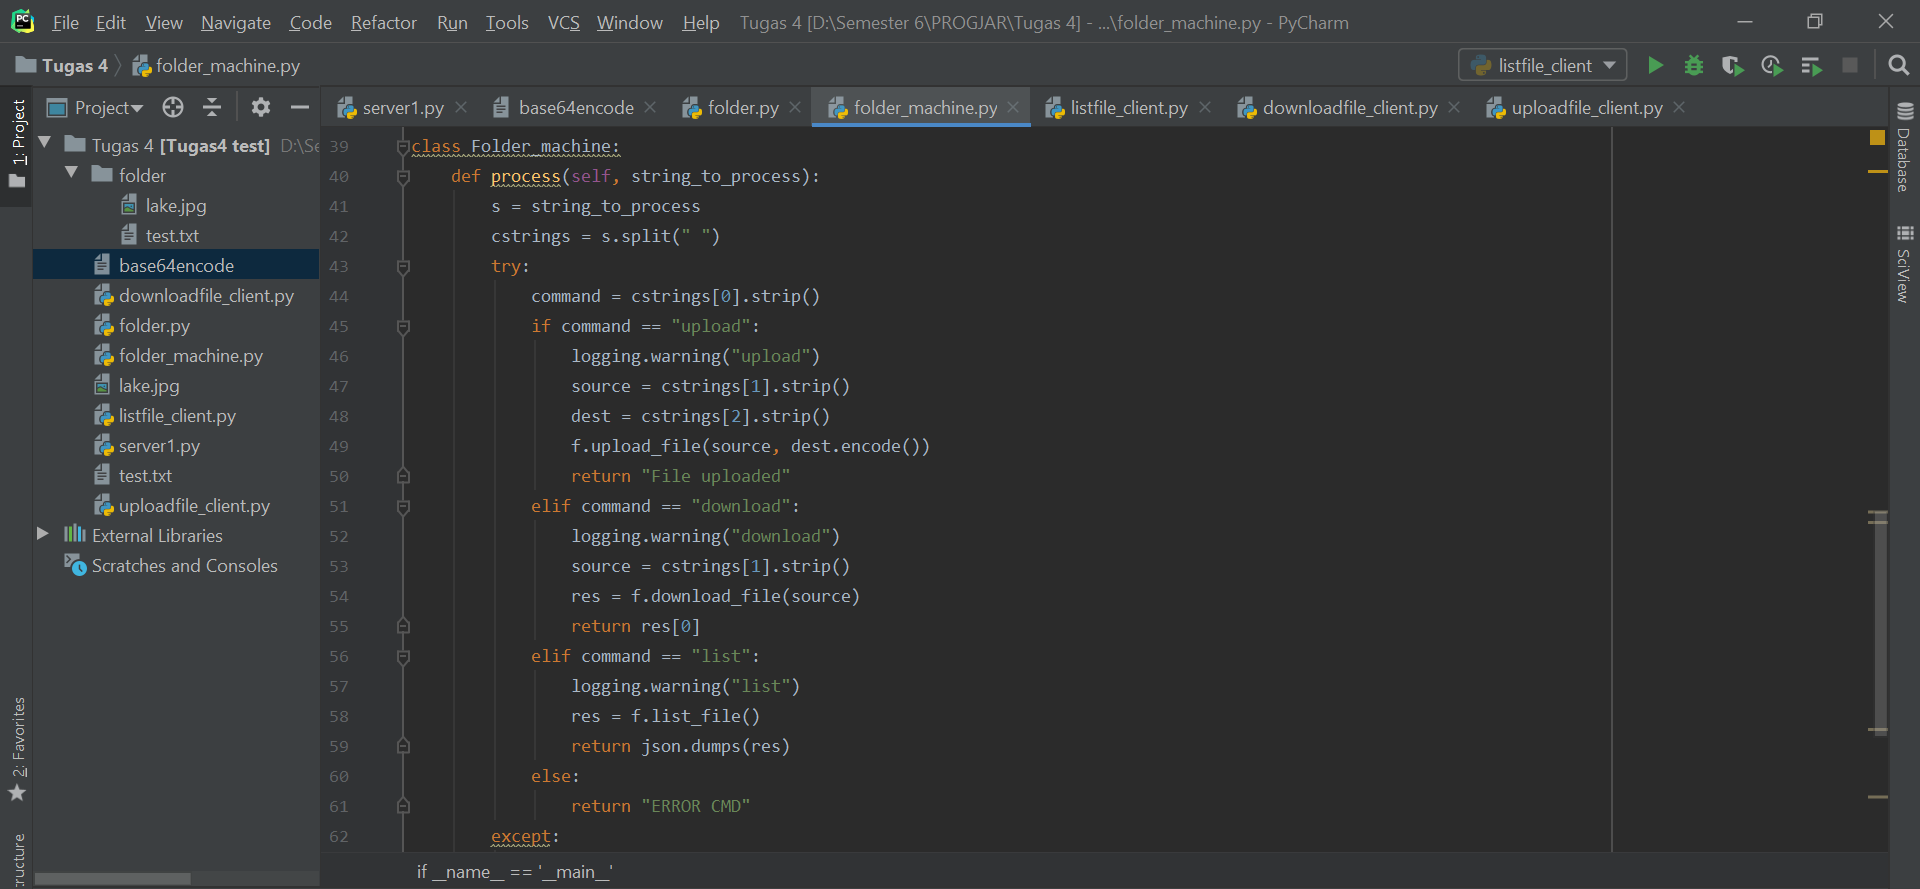 File Edit View Navigate Code Refactor Run Tools VCS Window Help Tugas 4 [D:\Semester 6\PROGJAR\Tugas 4] - ...\folder_machine.py - PyCharm
Tugas 4 folder_machine.py listfile_client
Project server1.py base64encode folder.py folder_machine.py listfile_client.py downloadfile_client.py uploadfile_client.py
1: Project
2: Favorites
ructure
Tugas 4 [Tugas4 test] D:\Se
folder
lake.jpg
test.txt
base64encode
downloadfile_client.py
folder.py
folder_machine.py
lake.jpg
listfile_client.py
server1.py
test.txt
uploadfile_client.py
External Libraries
Scratches and Consoles
39 class Folder_machine:
40 def process(self, string_to_process):
41 s = string_to_process
42 cstrings = s.split(" ")
43 try:
44 command = cstrings[0].strip()
45 if command == "upload":
46 logging.warning("upload")
47 source = cstrings[1].strip()
48 dest = cstrings[2].strip()
49 f.upload_file(source, dest.encode())
50 return "File uploaded"
51 elif command == "download":
52 logging.warning("download")
53 source = cstrings[1].strip()
54 res = f.download_file(source)
55 return res[0]
56 elif command == "list":
57 logging.warning("list")
58 res = f.list_file()
59 return json.dumps(res)
60 else:
61 return "ERROR CMD"
62 except:
if __name__ == '__main__'
Database
SciView